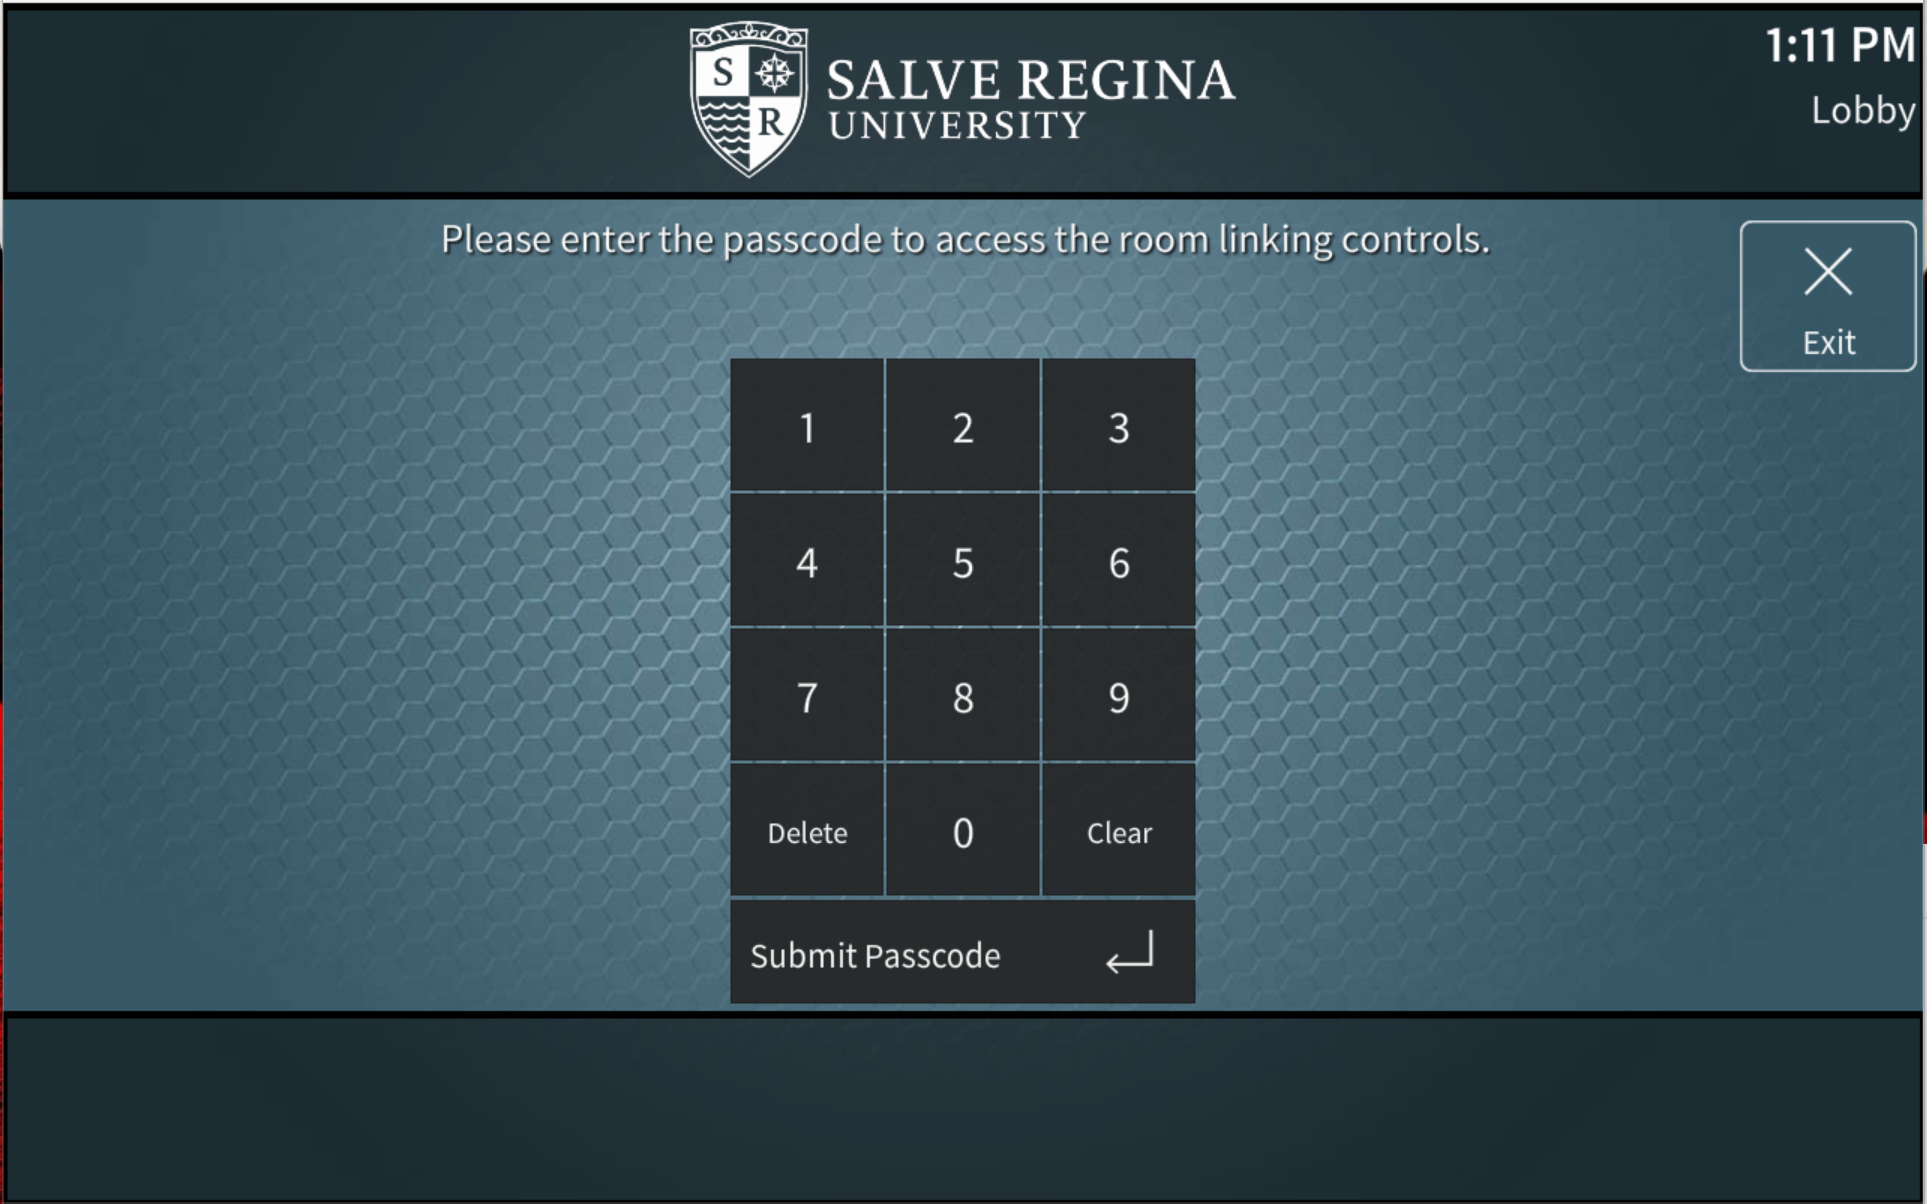 S
R
SALVE REGINA
UNIVERSITY
1:11 PM
Lobby
Please enter the passcode to access the room linking controls.
Exit
1 2 3
4 5 6
7 8 9
Delete 0 Clear
Submit Passcode